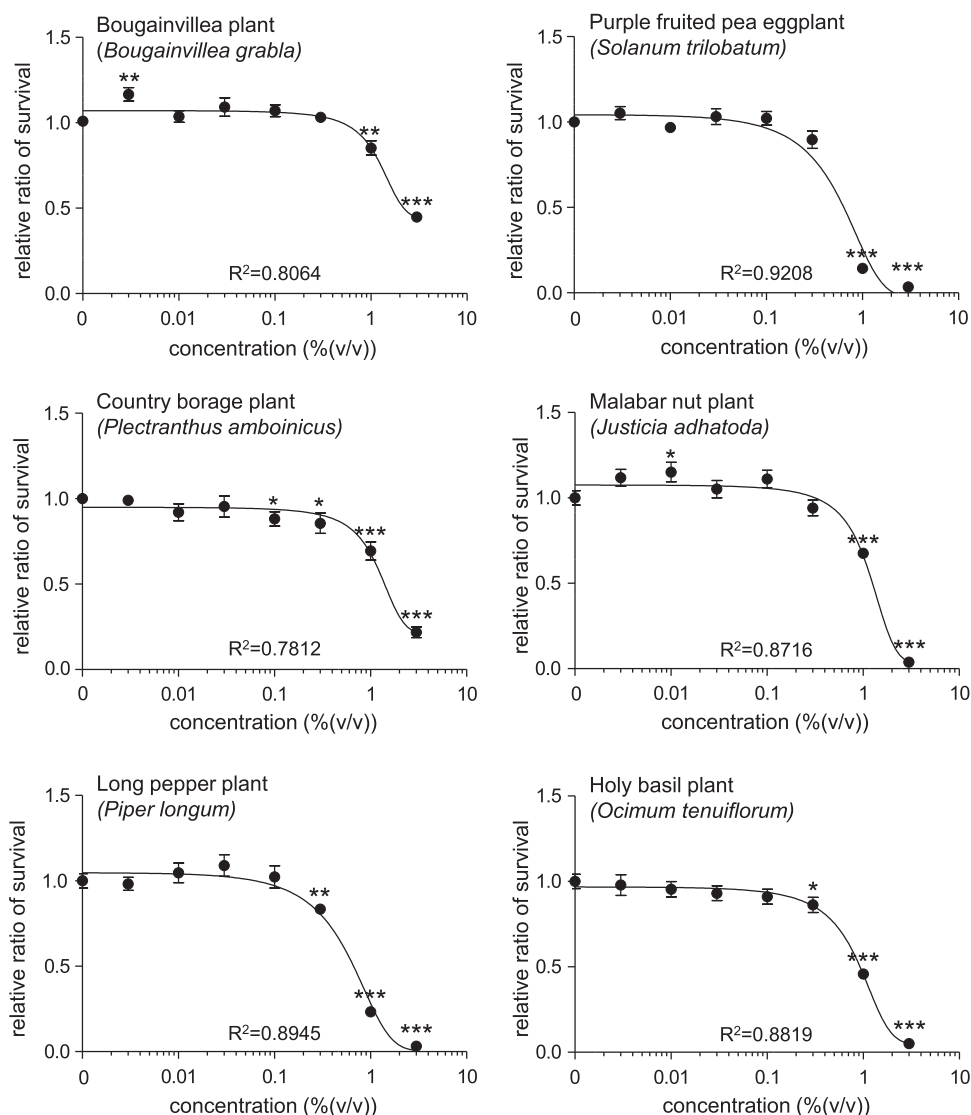 Bougainvillea plant
(Bougainvillea grabla)
1.5
1.0
0.5
0.0
relative ratio of survival
**
**
***
R²=0.8064
0 0.01 0.1 1 10
concentration (%(v/v))
Purple fruited pea eggplant
(Solanum trilobatum)
1.5
1.0
0.5
0.0
relative ratio of survival
***
***
R²=0.9208
0 0.01 0.1 1 10
concentration (%(v/v))
Country borage plant
(Plectranthus amboinicus)
1.5
1.0
0.5
0.0
relative ratio of survival
*
*
***
***
R²=0.7812
0 0.01 0.1 1 10
concentration (%(v/v))
Malabar nut plant
(Justicia adhatoda)
1.5
1.0
0.5
0.0
relative ratio of survival
*
***
***
R²=0.8716
0 0.01 0.1 1 10
concentration (%(v/v))
Long pepper plant
(Piper longum)
1.5
1.0
0.5
0.0
relative ratio of survival
**
***
***
R²=0.8945
0 0.01 0.1 1 10
concentration (%(v/v))
Holy basil plant
(Ocimum tenuiflorum)
1.5
1.0
0.5
0.0
relative ratio of survival
*
***
***
R²=0.8819
0 0.01 0.1 1 10
concentration (%(v/v))